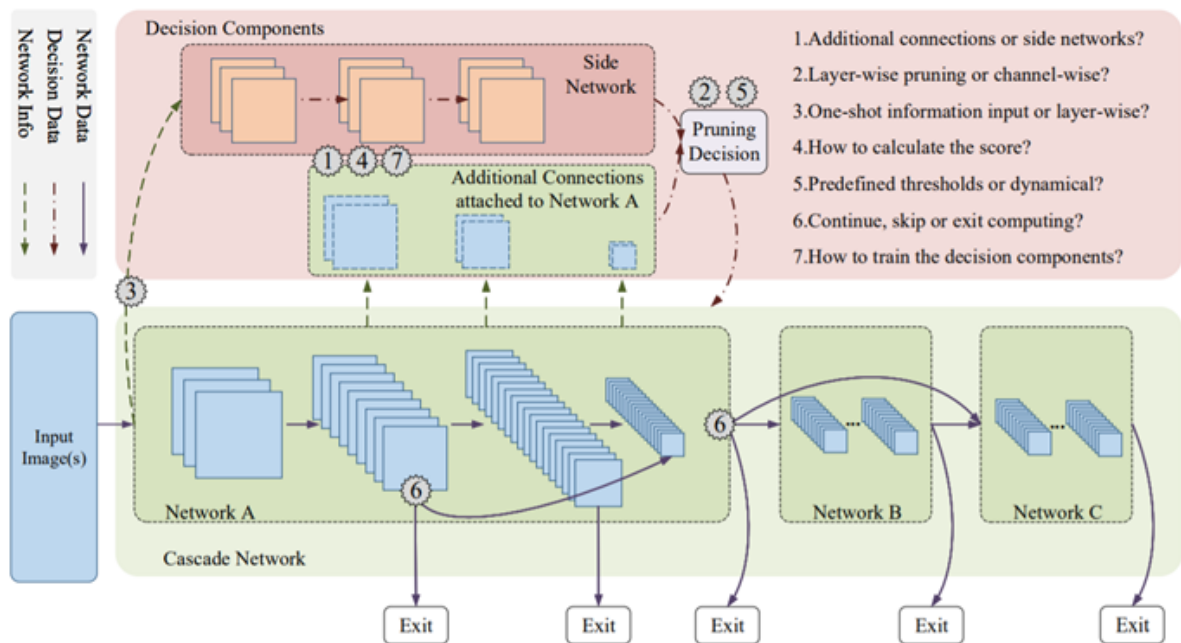 Network Info
Decision Data
Network Data
Decision Components
Side
Network
1
4
7
Additional Connections
attached to Network A
2
5
Pruning
Decision
1.Additional connections or side networks?
2.Layer-wise pruning or channel-wise?
3.One-shot information input or layer-wise?
4.How to calculate the score?
5.Predefined thresholds or dynamical?
6.Continue, skip or exit computing?
7.How to train the decision components?
3
Input
Image(s)
6
Network A
6
...
Network B
...
Network C
Cascade Network
Exit
Exit
Exit
Exit
Exit